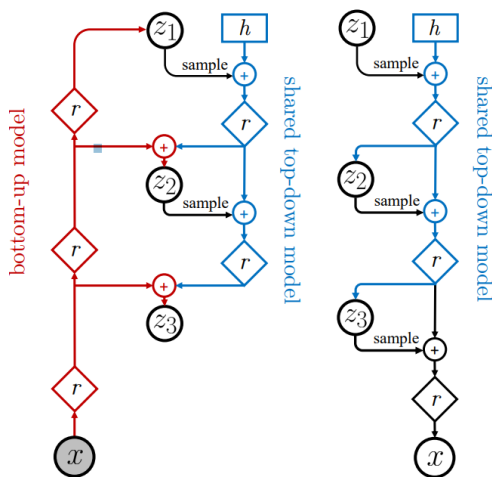 z1
h
sample
+
r
r
+
z2
sample
+
r
r
+
z3
r
x
bottom-up model
shared top-down model
z1
h
sample
+
r
z2
sample
+
r
z3
sample
+
r
x
shared top-down model